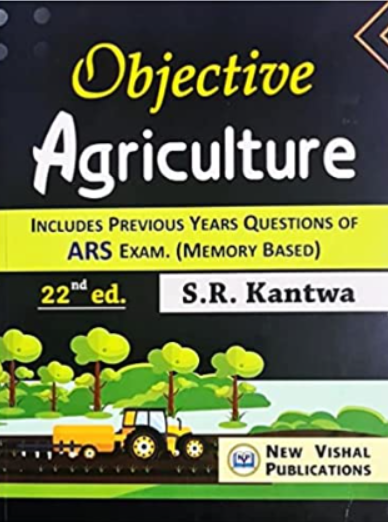 Objective
Agriculture
INCLUDES PREVIOUS YEARS QUESTIONS OF
ARS EXAM. (MEMORY BASED)
22nd ed.
S.R. Kantwa
NEW VISHAL
PUBLICATIONS